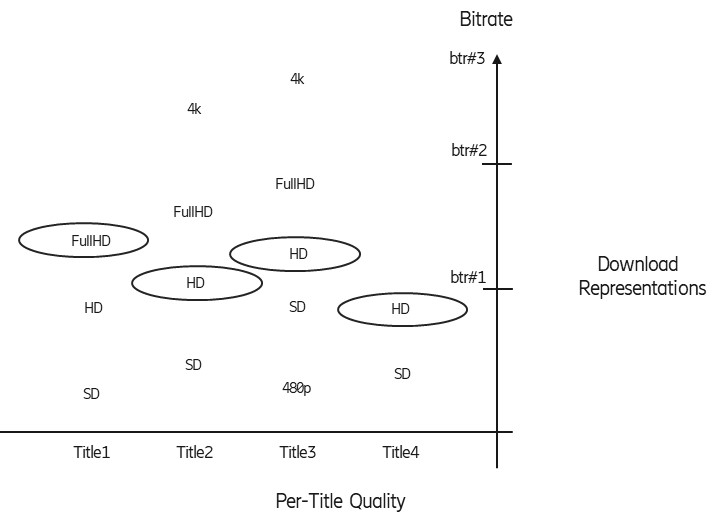 Bitrate
btr#3
4k
4k
btr#2
FullHD
FullHD
FullHD
HD
Download
Representations
btr#1
HD
HD
SD
HD
SD
SD
480p
SD
Title1 Title2 Title3 Title4
Per-Title Quality